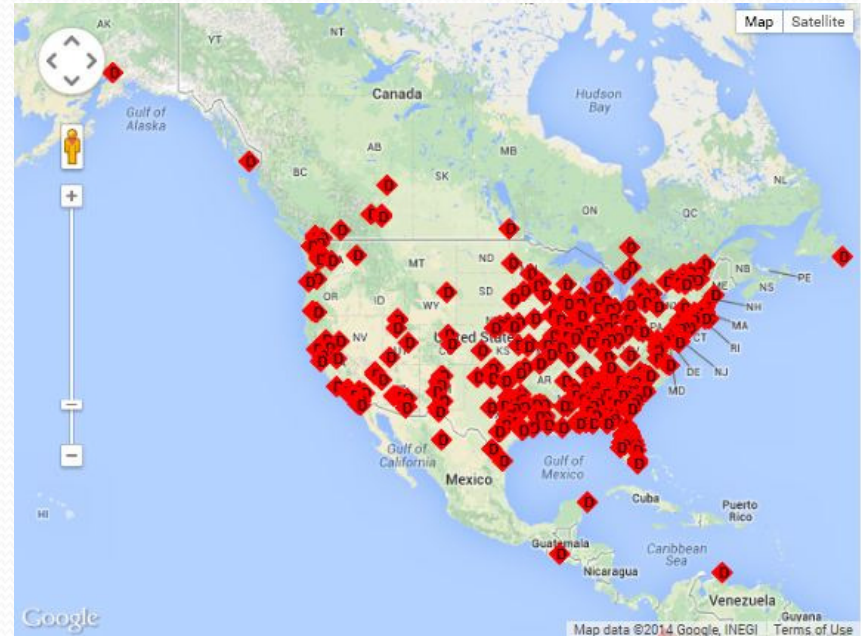 AK
YT
NT
Map
Satellite
Gulf of
Alaska
Canada
Hudson
Bay
BC
AB
SK
MB
ON
QC
NL
NB
PE
NS
ME
NH
MA
RI
CT
NJ
DE
MD
PA
ND
MT
SD
OR
ID
WY
NV
KS
AR
United States
Gulf of
California
Mexico
Gulf of
Mexico
Cuba
Puerto
Rico
HI
Guatemala
Caribbean
Sea
Nicaragua
Venezuela
Guyana
Google
Map data ©2014 Google, INEGI
Terms of Use